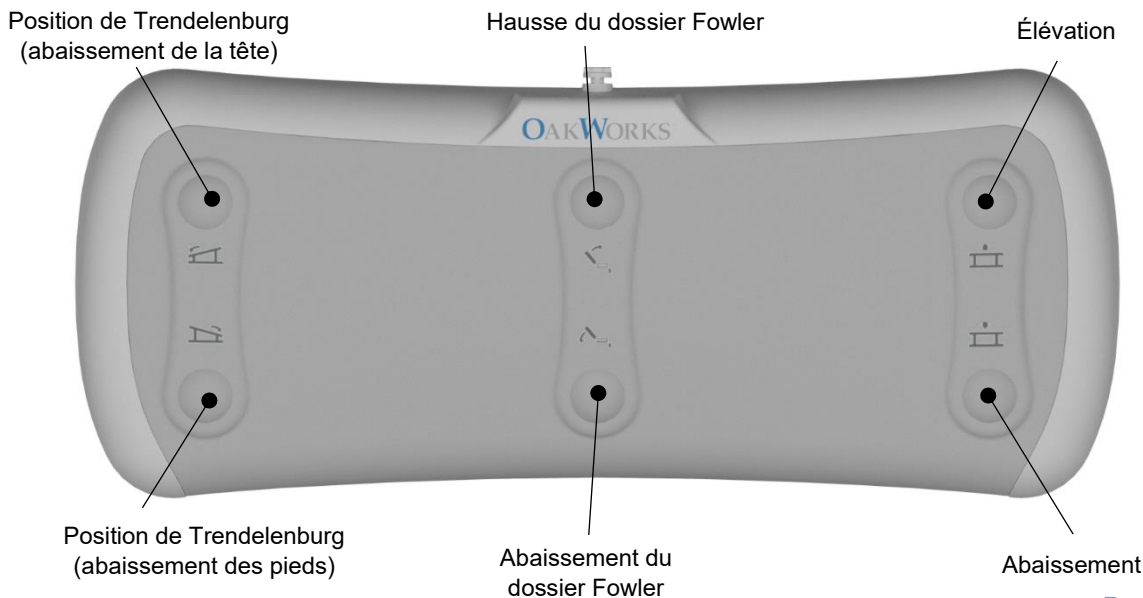 Position de Trendelenburg
(abaissement de la tête)
Hausse du dossier Fowler
Élévation
OAKWORKS
Position de Trendelenburg
(abaissement des pieds)
Abaissement du
dossier Fowler
Abaissement